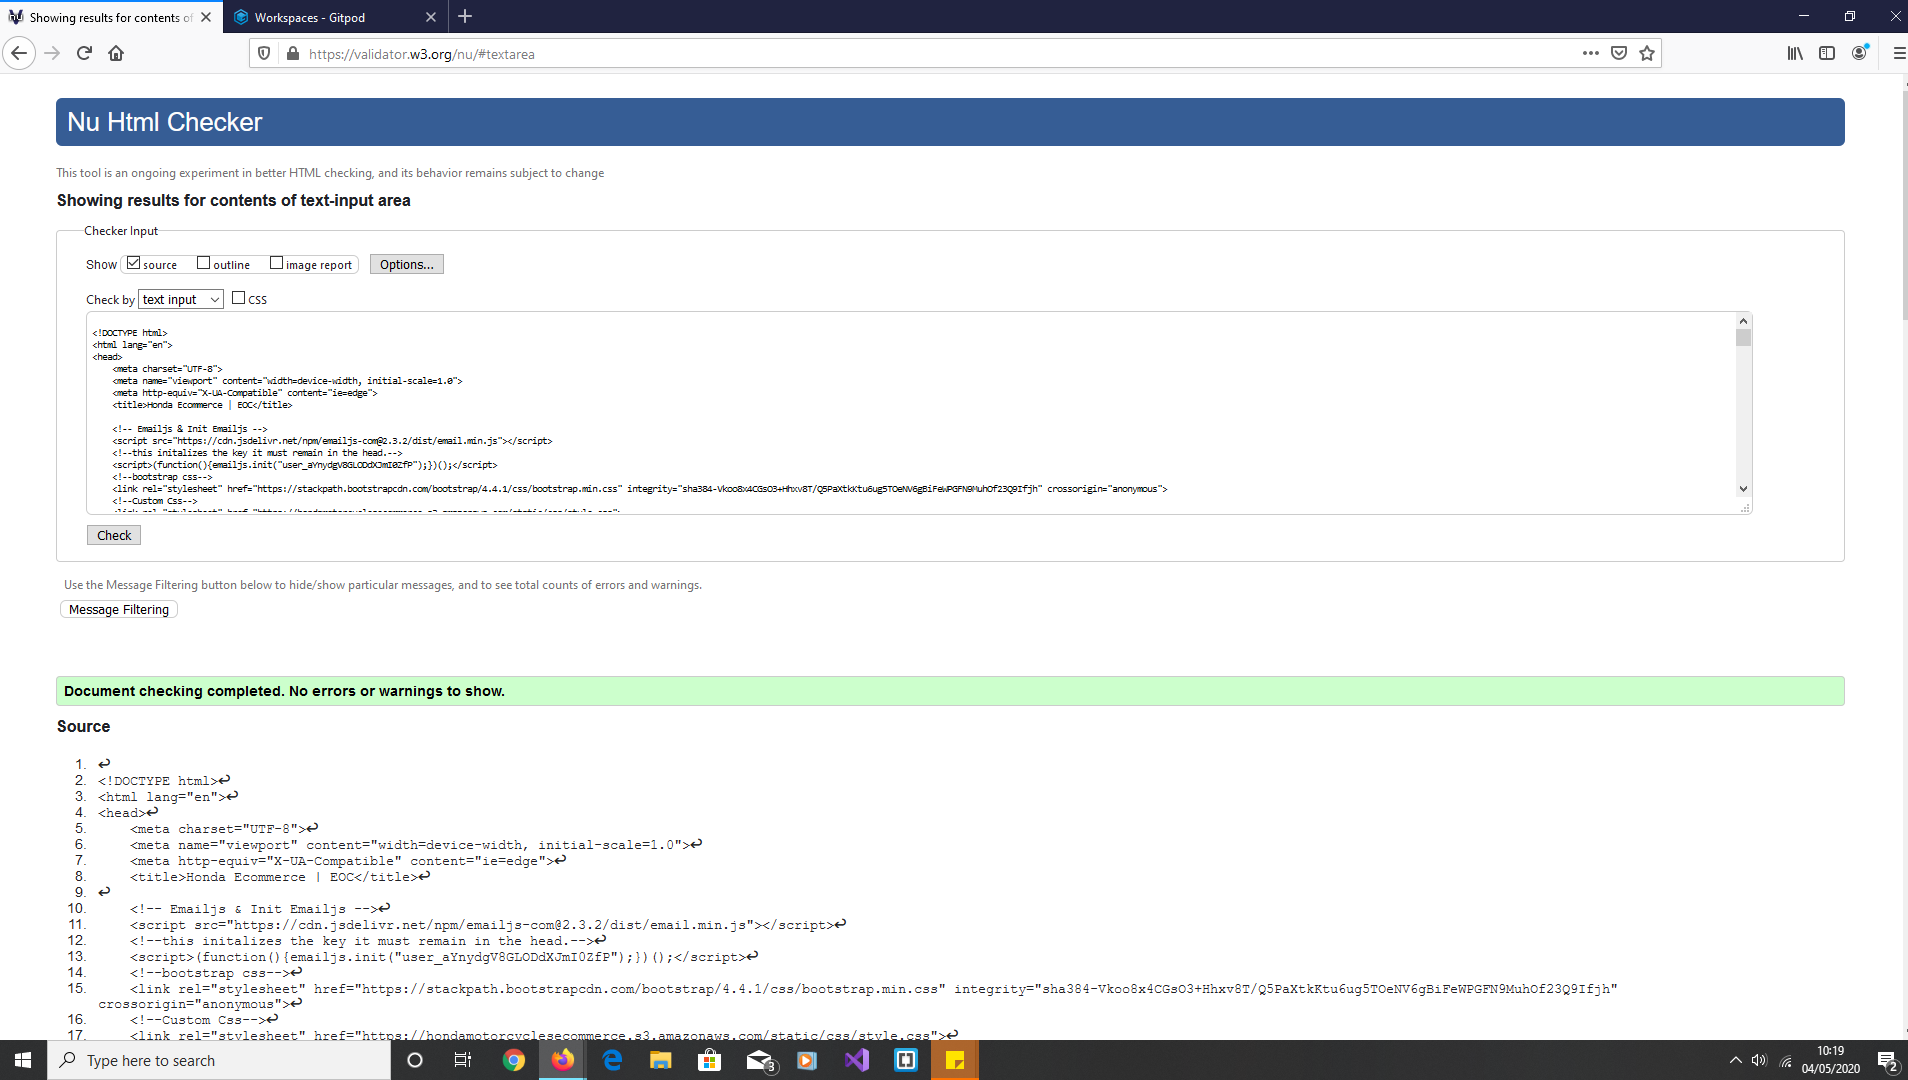 Showing results for contents of
Workspaces - Gitpod
https://validator.w3.org/nu/#textarea
Nu Html Checker
This tool is an ongoing experiment in better HTML checking, and its behavior remains subject to change
Showing results for contents of text-input area
Checker Input
Show source outline image report Options...
Check by text input CSS
<!DOCTYPE html>
<html lang="en">
<head>
<meta charset="UTF-8">
<meta name="viewport" content="width=device-width, initial-scale=1.0">
<meta http-equiv="X-UA-Compatible" content="ie=edge">
<title>Honda Ecommerce | EOC</title>
<!-- Emailjs & Init Emailjs -->
<script src="https://cdn.jsdelivr.net/npm/emailjs-com@2.3.2/dist/email.min.js"></script>
<!--this initalizes the key it must remain in the head.-->
<script>(function(){emailjs.init("user_aYnydgV8GLODdXJmI0ZfP");})();</script>
<!--bootstrap css-->
<link rel="stylesheet" href="https://stackpath.bootstrapcdn.com/bootstrap/4.4.1/css/bootstrap.min.css" integrity="sha384-Vkoo8x4CGsO3+Hhxv8T/Q5PaXtkKtu6ug5TOeNV6gBiFeWPGFN9MuhOf23Q9Ifjh" crossorigin="anonymous">
<!--Custom Css-->
<link rel="stylesheet" href="https://hondamotorcyclesecommerce.s3.amazonaws.com/static/css/style.css">
Check
Use the Message Filtering button below to hide/show particular messages, and to see total counts of errors and warnings.
Message Filtering
Document checking completed. No errors or warnings to show.
Source
1. ↩
2. <!DOCTYPE html>↩
3. <html lang="en">↩
4. <head>↩
5. <meta charset="UTF-8">↩
6. <meta name="viewport" content="width=device-width, initial-scale=1.0">↩
7. <meta http-equiv="X-UA-Compatible" content="ie=edge">↩
8. <title>Honda Ecommerce | EOC</title>↩
9. ↩
10. <!-- Emailjs & Init Emailjs -->↩
11. <script src="https://cdn.jsdelivr.net/npm/emailjs-com@2.3.2/dist/email.min.js"></script>↩
12. <!--this initalizes the key it must remain in the head.-->↩
13. <script>(function(){emailjs.init("user_aYnydgV8GLODdXJmI0ZfP");})();</script>↩
14. <!--bootstrap css-->↩
15. <link rel="stylesheet" href="https://stackpath.bootstrapcdn.com/bootstrap/4.4.1/css/bootstrap.min.css" integrity="sha384-Vkoo8x4CGsO3+Hhxv8T/Q5PaXtkKtu6ug5TOeNV6gBiFeWPGFN9MuhOf23Q9Ifjh"
crossorigin="anonymous">↩
16. <!--Custom Css-->↩
17. <link rel="stylesheet" href="https://hondamotorcyclesecommerce.s3.amazonaws.com/static/css/style.css">↩
Type here to search
3
10:19
04/05/2020
2